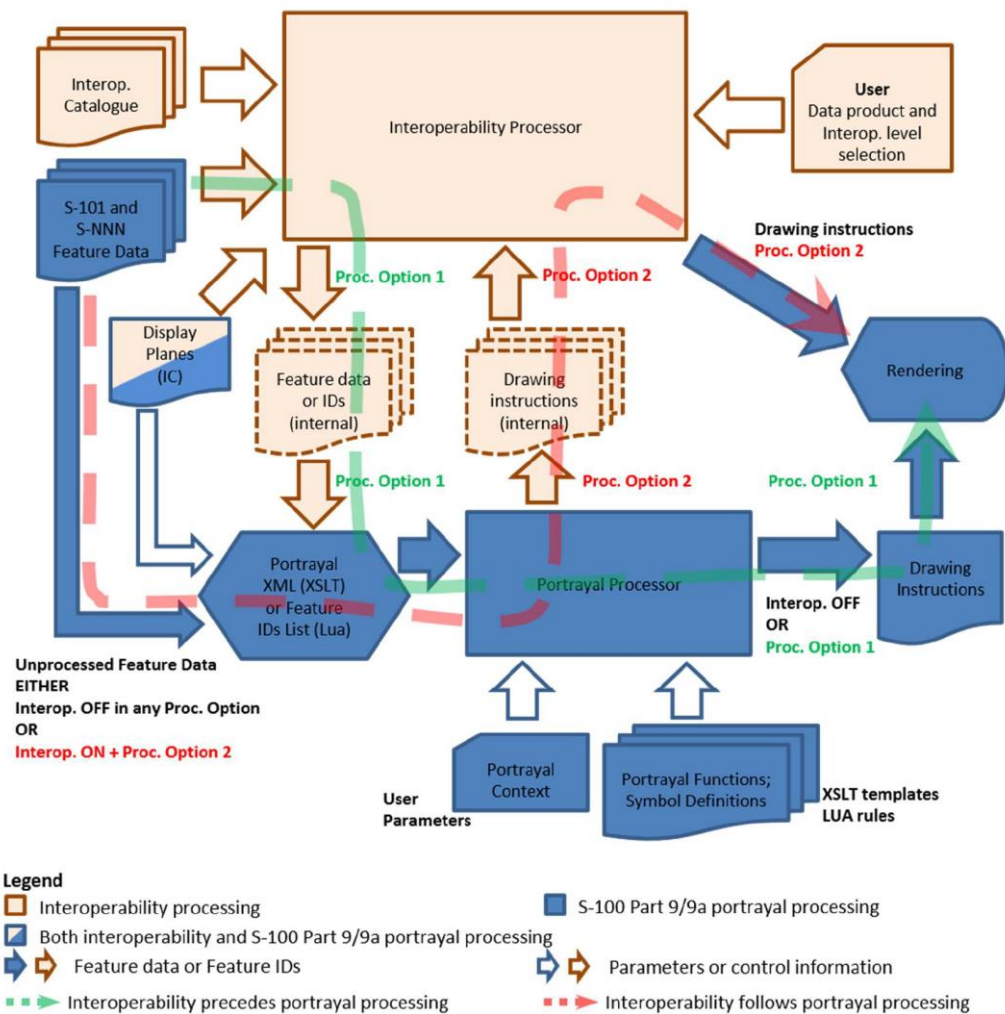 Interop.
Catalogue
Interoperability Processor
User
Data product and
Interop. level
selection
S-101 and
S-NNN
Feature Data
Drawing instructions
Proc. Option 2
Proc. Option 1
Proc. Option 2
Display
Planes
(IC)
Feature data
or IDs
(internal)
Drawing
instructions
(internal)
Rendering
Proc. Option 1
Proc. Option 2
Proc. Option 1
Portrayal
XML (XSLT)
or Feature
IDs List (Lua)
Portrayal Processor
Drawing
Instructions
Interop. OFF
OR
Proc. Option 1
Unprocessed Feature Data
EITHER
Interop. OFF in any Proc. Option
OR
Interop. ON + Proc. Option 2
User
Parameters
Portrayal
Context
Portrayal Functions;
Symbol Definitions
XSLT templates
LUA rules
Legend
Interoperability processing
S-100 Part 9/9a portrayal processing
Both interoperability and S-100 Part 9/9a portrayal processing
Feature data or Feature IDs
Parameters or control information
Interoperability precedes portrayal processing
Interoperability follows portrayal processing